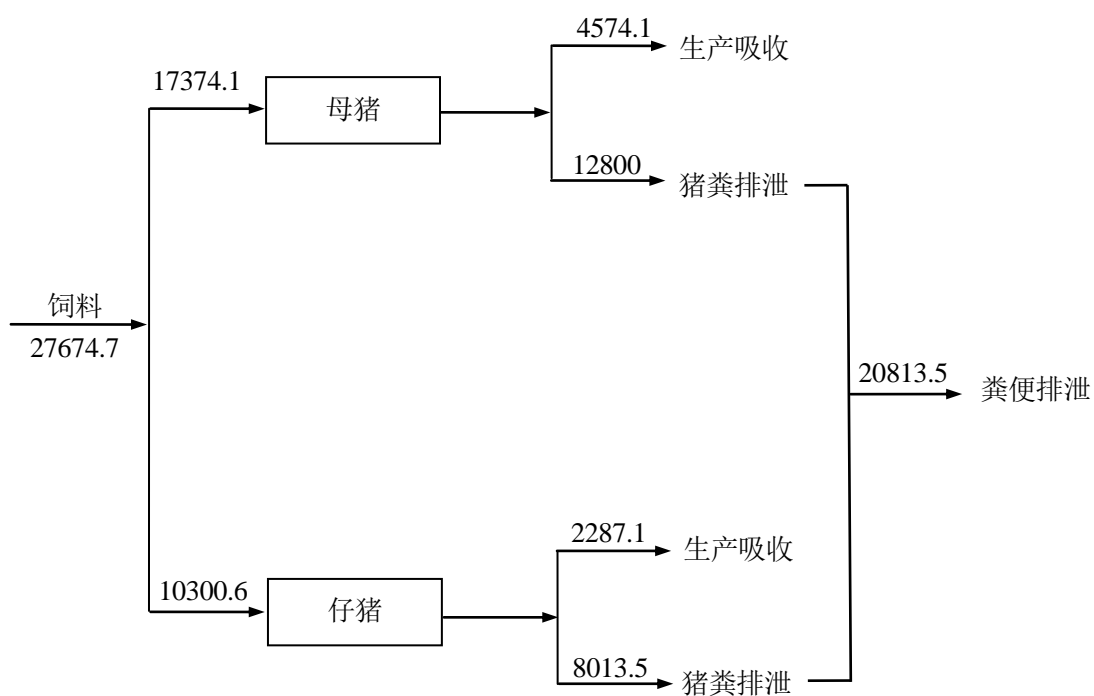 4574.1
生产吸收
17374.1
母猪
12800
猪粪排泄
饲料
27674.7
20813.5
粪便排泄
2287.1
生产吸收
10300.6
仔猪
8013.5
猪粪排泄